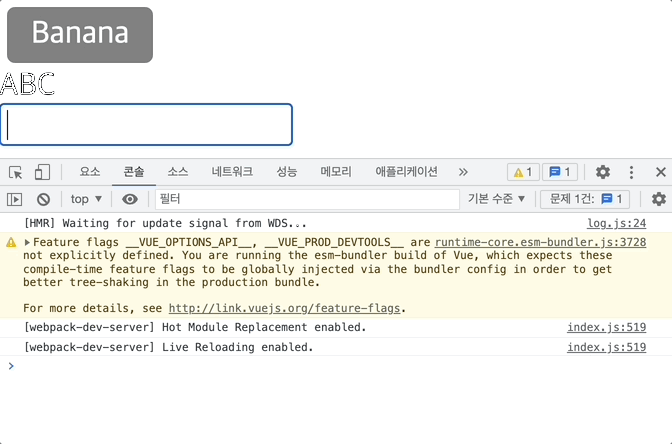 Banana
ABC
요소 콘솔 소스 네트워크 성능 메모리 애플리케이션 » 1 1
top ▼ 필터 기본 수준 ▼ 문제 1건: 1
[HMR] Waiting for update signal from WDS... log.js:24
Feature flags __VUE_OPTIONS_API__, __VUE_PROD_DEVTOOLS__ are runtime-core.esm-bundler.js:3728
not explicitly defined. You are running the esm-bundler build of Vue, which expects these
compile-time feature flags to be globally injected via the bundler config in order to get
better tree-shaking in the production bundle.
For more details, see http://link.vuejs.org/feature-flags.
[webpack-dev-server] Hot Module Replacement enabled. index.js:519
[webpack-dev-server] Live Reloading enabled. index.js:519